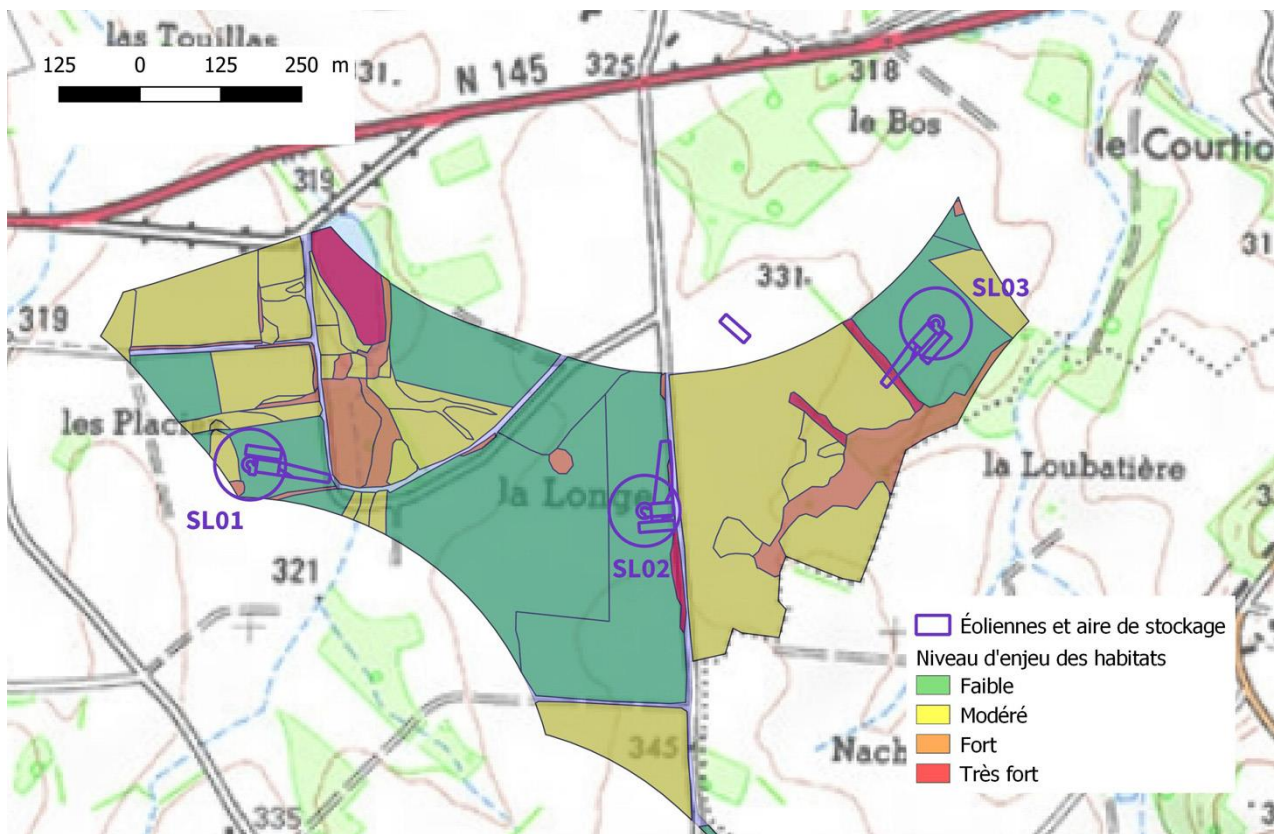 las Touillas
125 0 125 250 m
331.
N 145
325
318
le Bos
le Courtio
319
31
331.
SL03
319
les Placie
la Longe
la Loubatière
SL01
SL02
321
Éoliennes et aire de stockage
Niveau d'enjeu des habitats
Faible
Modéré
Fort
Très fort
Nach
345
335